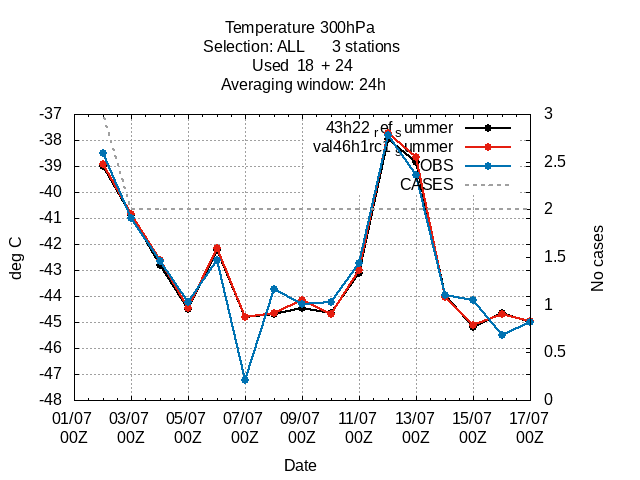 Temperature 300hPa
Selection: ALL 3 stations
Used 18 + 24
Averaging window: 24h
-37
-38
-39
-40
-41
-42
-43
-44
-45
-46
-47
-48
deg C
3
2.5
2
1.5
1
0.5
0
No cases
43h22ref_summer
OBS
CASES
01/07 03/07 05/07 07/07 09/07 11/07 13/07 15/07 17/07
00Z 00Z 00Z 00Z 00Z 00Z 00Z 00Z 00Z
Date